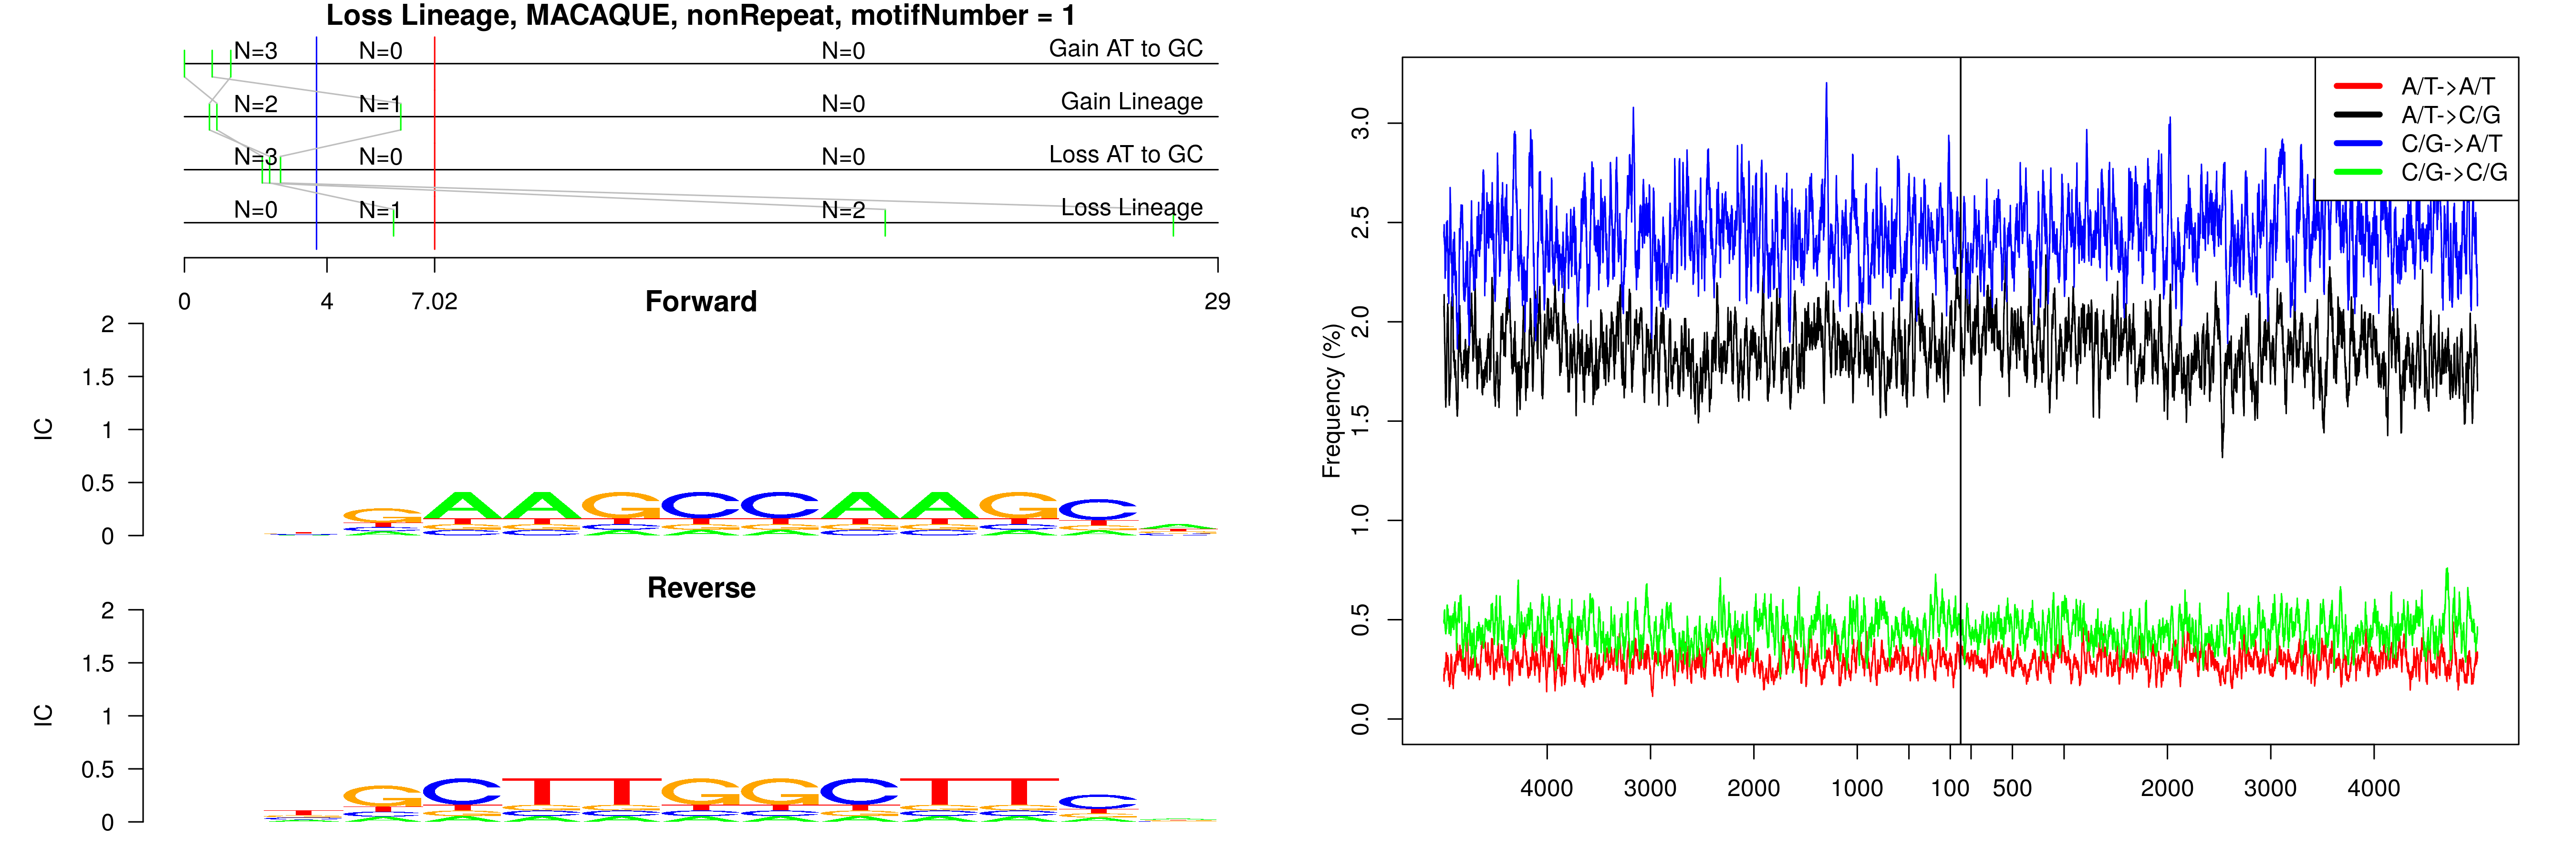 Loss Lineage, MACAQUE, nonRepeat, motifNumber = 1
N=3 N=0 N=0 Gain AT to GC
N=2 N=1 N=0 Gain Lineage
N=3 N=0 N=0 Loss AT to GC
N=0 N=1 N=2 Loss Lineage
0 4 7.02 29
Forward
2
1.5
1
0.5
0
IC
GAAGCCAAGCA
Reverse
2
1.5
1
0.5
0
IC
TGCTTGGCTTC
A/T->A/T
A/T->C/G
C/G->A/T
C/G->C/G
3.0
2.5
2.0
1.5
1.0
0.5
0.0
Frequency (%)
4000 3000 2000 1000 100 500 2000 3000 4000